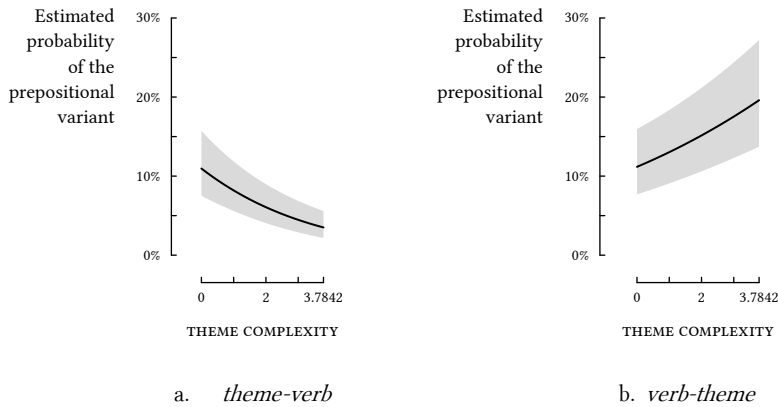 Estimated
probability
of the
prepositional
variant
30%
20%
10%
0%
0
2
3.7842
THEME COMPLEXITY
a. theme-verb
Estimated
probability
of the
prepositional
variant
30%
20%
10%
0%
0
2
3.7842
THEME COMPLEXITY
b. verb-theme